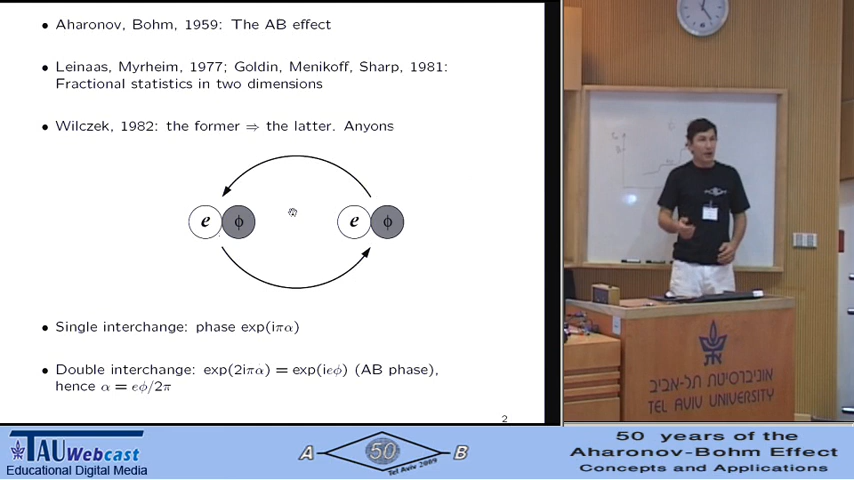 • Aharonov, Bohm, 1959: The AB effect
• Leinaas, Myrheim, 1977; Goldin, Menikoff, Sharp, 1981:
Fractional statistics in two dimensions
• Wilczek, 1982: the former ⇒ the latter. Anyons
e ϕ e ϕ
• Single interchange: phase exp(iπα)
• Double interchange: exp(2iπα) = exp(ieϕ) (AB phase),
hence α = eϕ/2π
2
אוניברסיטת תל-אביב
TEL AVIV UNIVERSITY
TAU Webcast
Educational Digital Media
A 50 B
Tel Aviv 2009
50 years of the
Aharonov-Bohm Effect
Concepts and Applications